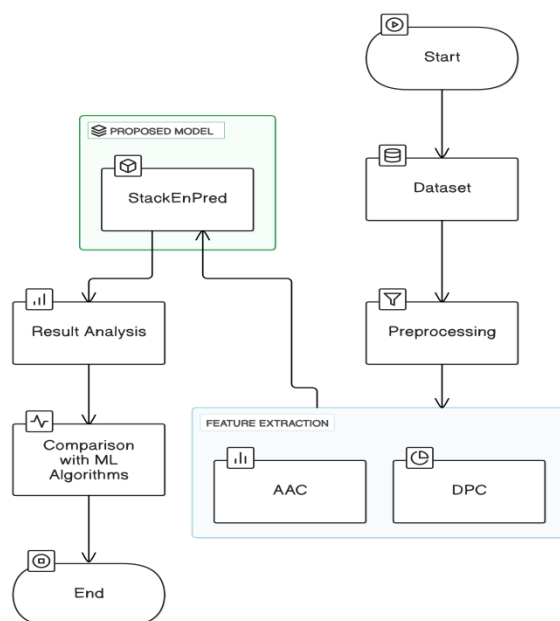 Start
PROPOSED MODEL
StackEnPred
Dataset
Result Analysis
Preprocessing
FEATURE EXTRACTION
Comparison
with ML
Algorithms
AAC
DPC
End